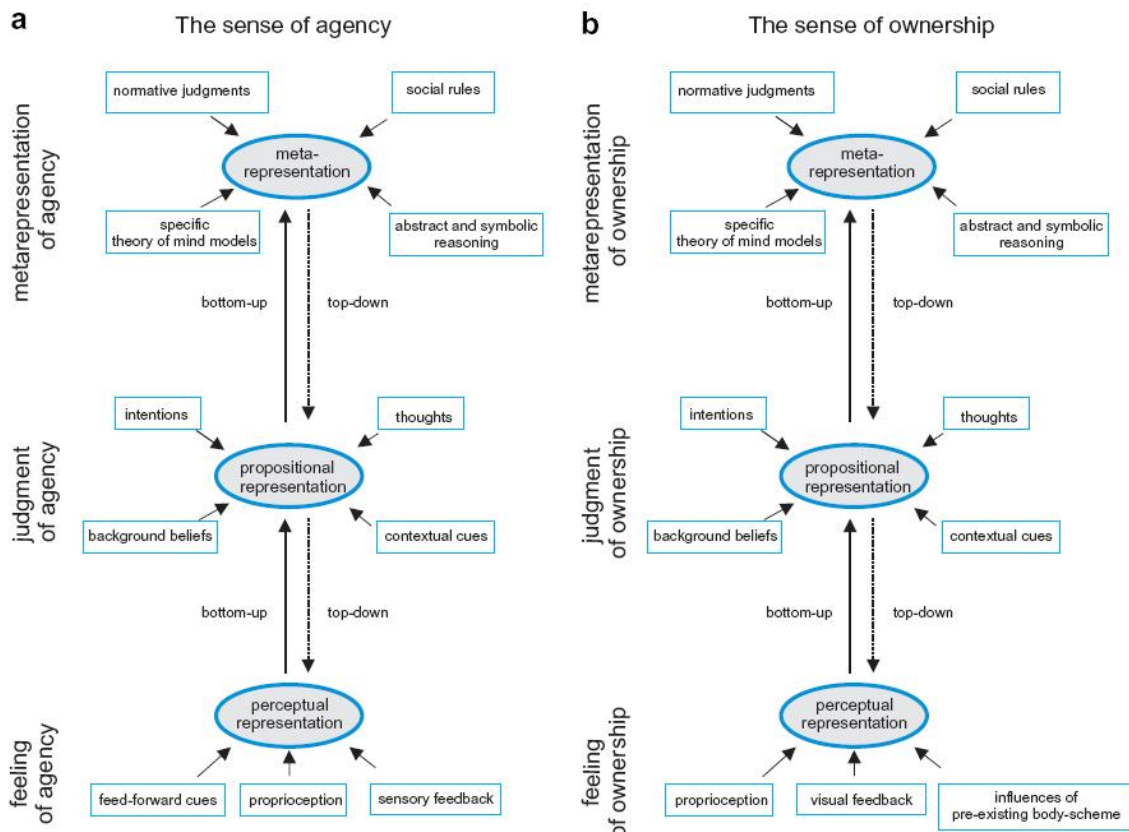 a
The sense of agency
metarepresentation
of agency
normative judgments
social rules
meta-
representation
specific
theory of mind models
abstract and symbolic
reasoning
bottom-up
top-down
judgment
of agency
intentions
thoughts
propositional
representation
background beliefs
contextual cues
bottom-up
top-down
feeling
of agency
perceptual
representation
feed-forward cues
proprioception
sensory feedback
b
The sense of ownership
metarepresentation
of ownership
normative judgments
social rules
meta-
representation
specific
theory of mind models
abstract and symbolic
reasoning
bottom-up
top-down
judgment
of ownership
intentions
thoughts
propositional
representation
background beliefs
contextual cues
bottom-up
top-down
feeling
of ownership
perceptual
representation
proprioception
visual feedback
influences of
pre-existing body-scheme